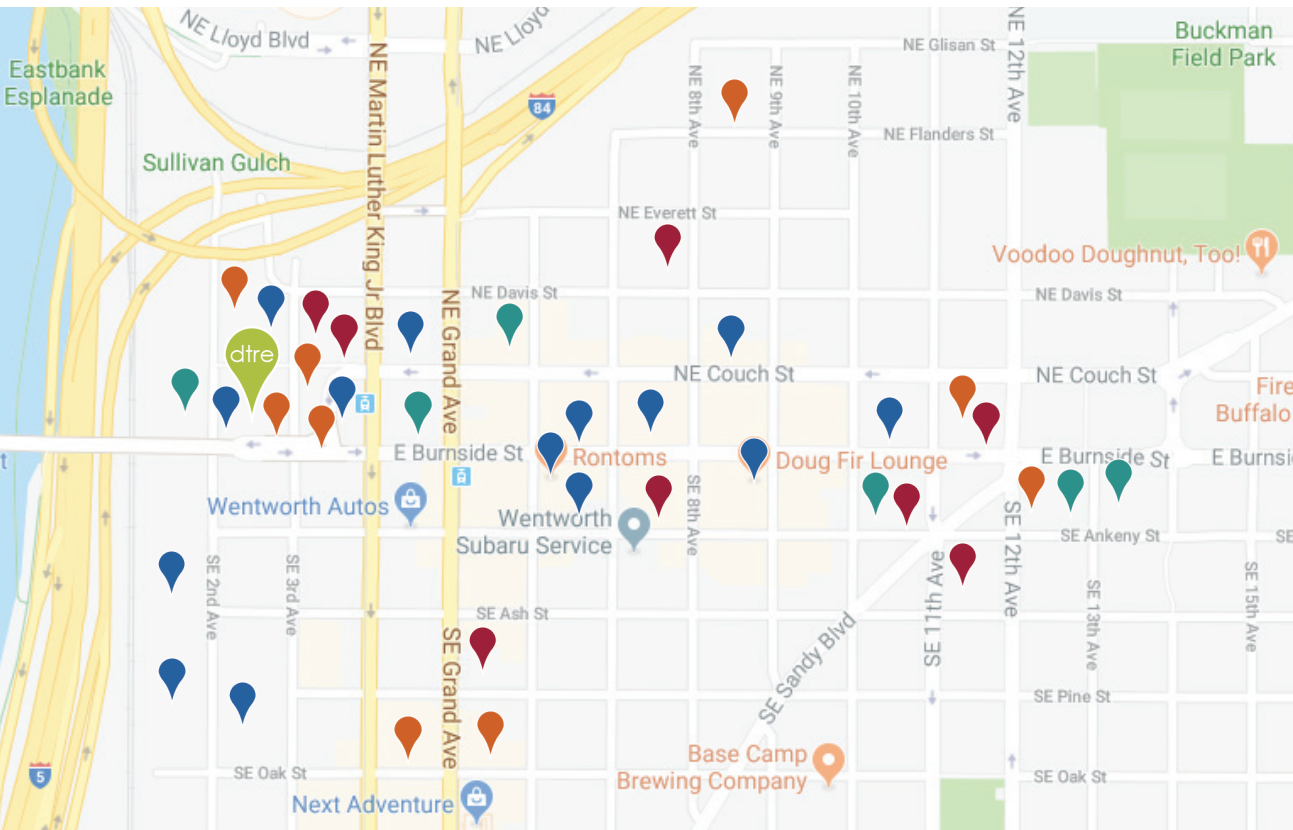 NE Lloyd Blvd
NE Lloyd
Buckman
Field Park
NE Glisan St
NE 12th Ave
Eastbank
Esplanade
NE Martin Luther King Jr Blvd
84
NE 8th Ave
NE 9th Ave
NE 10th Ave
NE Flanders St
Sullivan Gulch
NE Everett St
Voodoo Doughnut, Too!
NE Davis St
NE Davis St
NE Grand Ave
dtre
NE Couch St
NE Couch St
Fire
Buffalo
t
E Burnside St
Rontoms
Doug Fir Lounge
E Burnside St
E Burnsi
Wentworth Autos
Wentworth
Subaru Service
SE 8th Ave
SE 12th Ave
SE Ankeny St
SE
SE 2nd Ave
SE 3rd Ave
SE 11th Ave
SE 13th Ave
SE 15th Ave
SE Ash St
SE Grand Ave
SE Sandy Blvd
SE Pine St
Base Camp
Brewing Company
5
SE Oak St
SE Oak St
Next Adventure